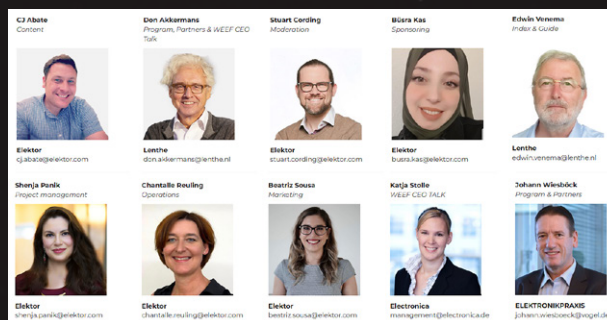 CJ Abate
Content
Elektor
cj.abate@elektor.com
Don Akkermans
Program, Partners & WEEF CEO
Talk
Lenthe
don.akkermans@lenthe.nl
Stuart Cording
Moderation
Elektor
stuart.cording@elektor.com
Büsra Kas
Sponsoring
Elektor
busra.kas@elektor.com
Edwin Venema
Index & Guide
Lenthe
edwin.venema@lenthe.nl
Shenja Panik
Project management
Elektor
shenja.panik@elektor.com
Chantalle Reuling
Operations
Elektor
chantalle.reuling@elektor.com
Beatriz Sousa
Marketing
Elektor
beatriz.sousa@elektor.com
Katja Stolle
WEEF CEO TALK
Electronica
management@electronica.de
Johann Wiesböck
Program & Partners
ELEKTRONIKPRAXIS
johann.wiesboeck@vogel.de